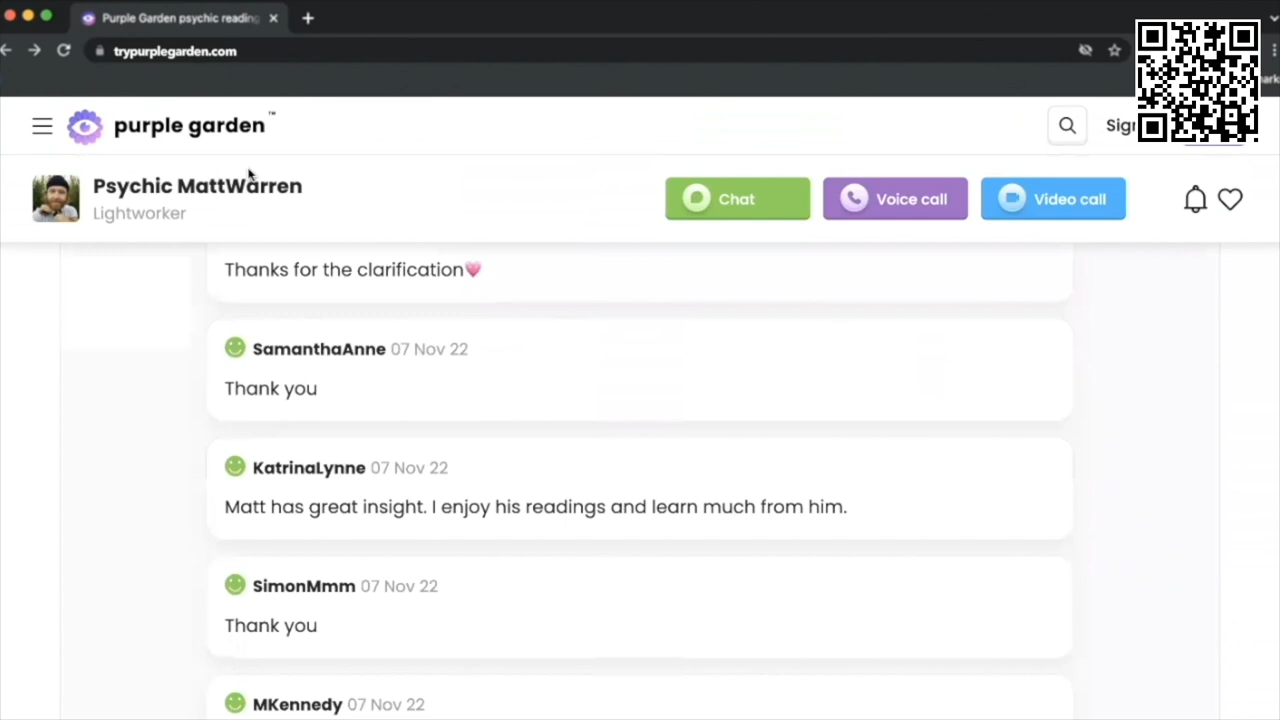 Purple Garden psychic reading
trypurplegarden.com
purple garden™
Psychic MattWarren
Lightworker
Chat
Voice call
Video call
Thanks for the clarification💗
SamanthaAnne 07 Nov 22
Thank you
KatrinaLynne 07 Nov 22
Matt has great insight. I enjoy his readings and learn much from him.
SimonMmm 07 Nov 22
Thank you
MKennedy 07 Nov 22